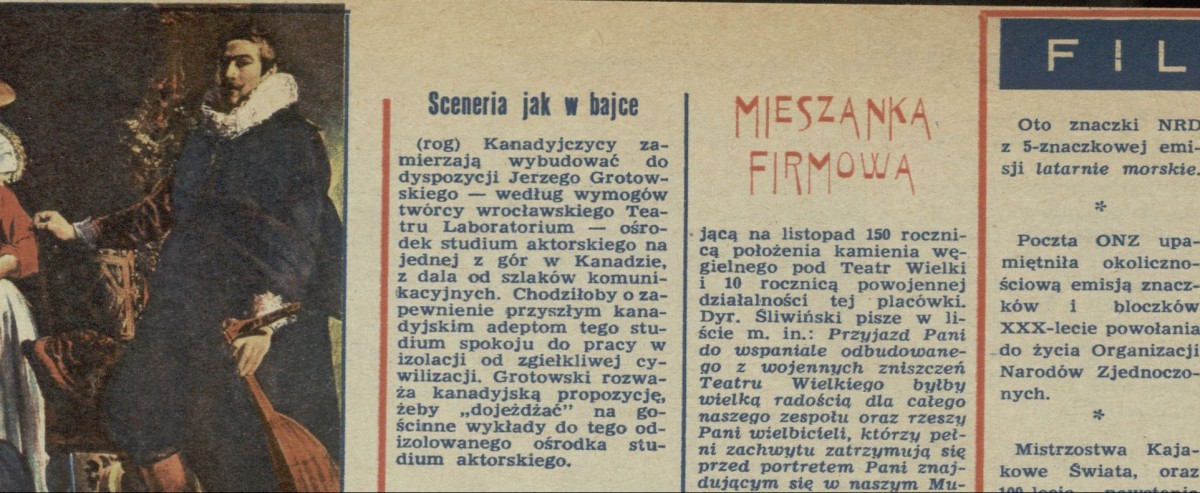 Sceneria jak w bajce
(rog) Kanadyjczycy za-
mierzają wybudować do
dyspozycji Jerzego Grotow-
skiego — według wymogów
twórcy wrocławskiego Tea-
tru Laboratorium — ośro-
dek studium aktorskiego na
jednej z gór w Kanadzie,
z dala od szlaków komuni-
kacyjnych. Chodziłoby o za-
pewnienie przyszłym kana-
dyjskim adeptom tego stu-
dium spokoju do pracy w
izolacji od zgiełkliwej cy-
wilizacji. Grotowski rozwa-
ża kanadyjską propozycję,
żeby „dojeżdżać” na go-
ścinne wykłady do tego od-
izolowanego ośrodka stu-
dium aktorskiego.
MIESZANKA
FIRMOWA
jącą na listopad 150 roczni-
cą położenia kamienia wę-
gielnego pod Teatr Wielki
i 10 rocznicą powojennej
działalności tej placówki.
Dyr. Śliwiński pisze w li-
ście m. in.: Przyjazd Pani
do wspaniale odbudowane-
go z wojennych zniszczeń
Teatru Wielkiego byłby
wielką radością dla całego
naszego zespołu oraz rzeszy
Pani wielbicieli, którzy peł-
ni zachwytu zatrzymują się
przed portretem Pani znaj-
dującym się w naszym Mu-
FIL
Oto znaczki NRD
z 5-znaczkowej emi-
sji latarnie morskie.
*
Poczta ONZ upa-
miętniła okoliczno-
ściową emisją znacz-
ków i bloczków
XXX-lecie powołania
do życia Organizacji
Narodów Zjednoczo-
nych.
*
Mistrzostwa Kaja-
kowe Świata, oraz
100-lecie powstania